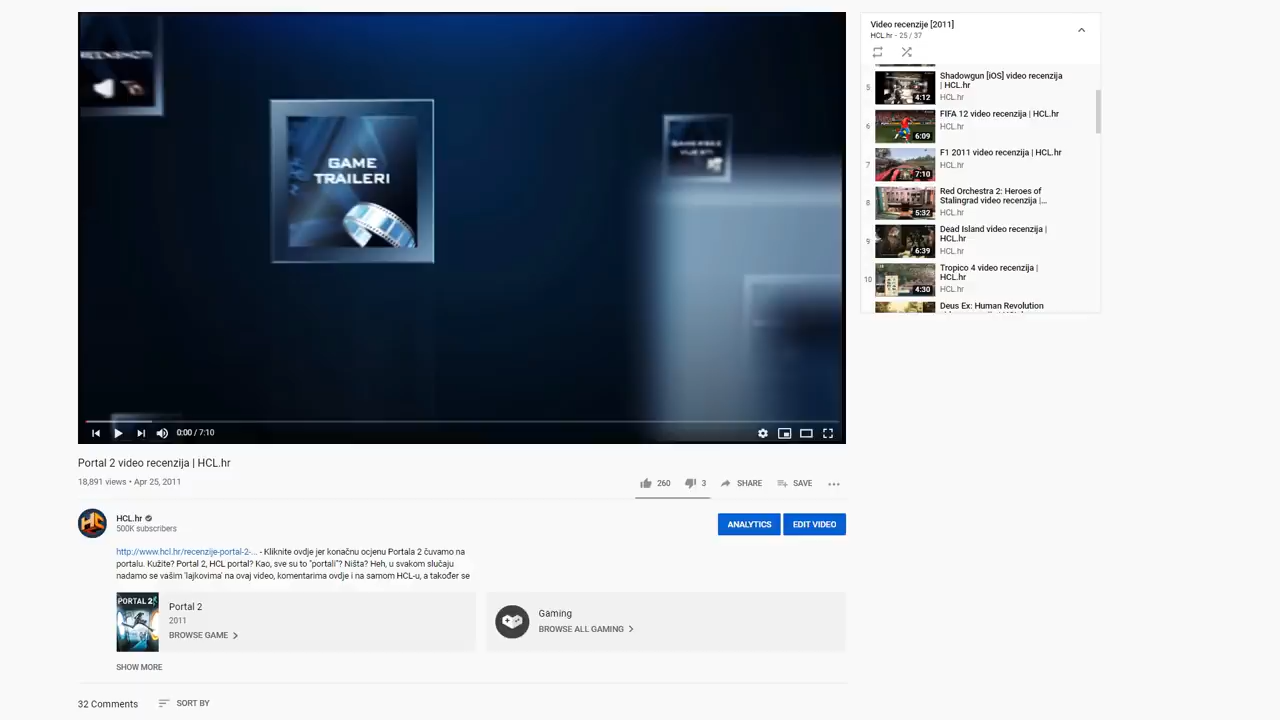 GAME
TRAILERI
0:00 / 7:10
Portal 2 video recenzija | HCL.hr
18,891 views • Apr 25, 2011
260
3
SHARE
SAVE
HCL.hr
500K subscribers
ANALYTICS
EDIT VIDEO
http://www.hcl.hr/recenzije-portal-2-... - Kliknite ovdje jer konačnu ocjenu Portala 2 čuvamo na
portalu. Kužite? Portal 2, HCL portal? Kao, sve su to "portali"? Ništa? Heh, u svakom slučaju
nadamo se vašim 'lajkovima' na ovaj video, komentarima ovdje i na samom HCL-u, a također se
PORTAL 2
Portal 2
2011
BROWSE GAME
Gaming
BROWSE ALL GAMING
SHOW MORE
32 Comments
SORT BY
Video recenzije [2011]
HCL.hr - 25 / 37
5
4:12
Shadowgun [iOS] video recenzija
| HCL.hr
HCL.hr
6
6:09
FIFA 12 video recenzija | HCL.hr
HCL.hr
7
7:10
F1 2011 video recenzija | HCL.hr
HCL.hr
8
5:32
Red Orchestra 2: Heroes of
Stalingrad video recenzija |...
HCL.hr
9
6:39
Dead Island video recenzija |
HCL.hr
HCL.hr
10
4:30
Tropico 4 video recenzija |
HCL.hr
HCL.hr
Deus Ex: Human Revolution